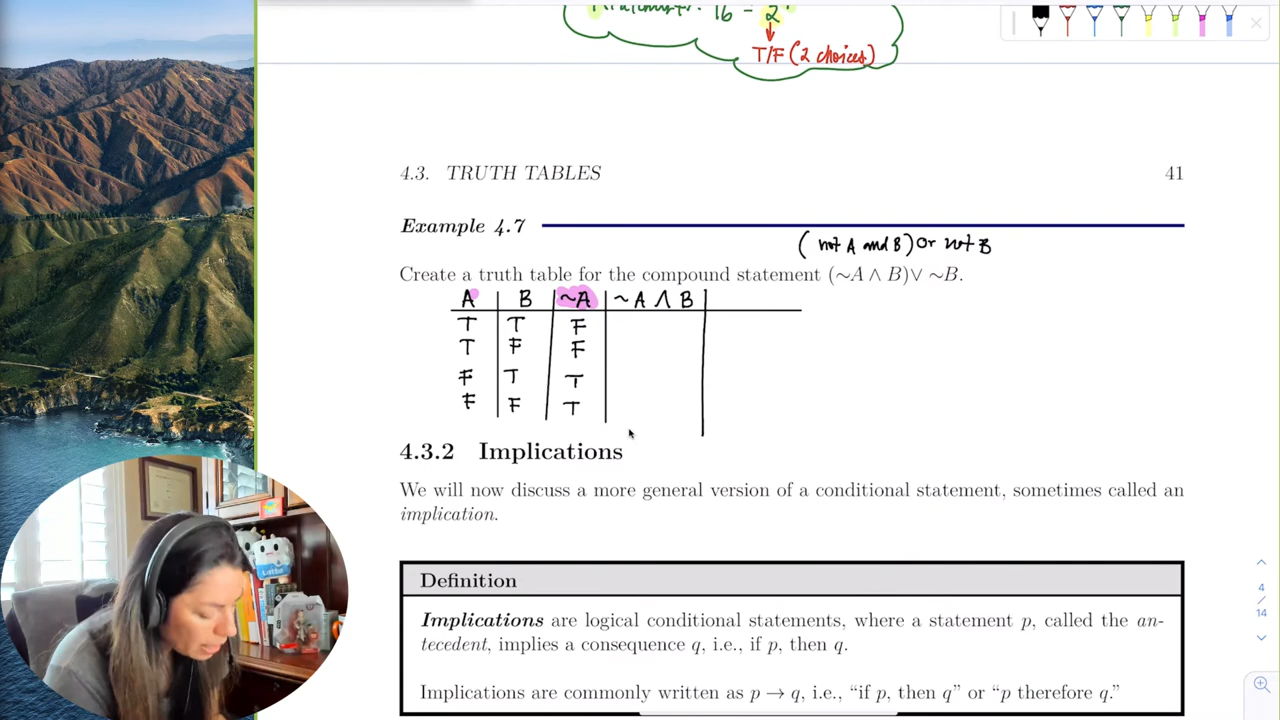 16 = 2⁴
T/F (2 choices)
4.3. TRUTH TABLES 41
Example 4.7
(not A and B) or not B
Create a truth table for the compound statement (∼A ∧ B)∨ ∼B.
A B ~A ~A ∧ B
T T F
T F F
F T T
F F T
4.3.2 Implications
We will now discuss a more general version of a conditional statement, sometimes called an
implication.
Definition
Implications are logical conditional statements, where a statement p, called the an-
tecedent, implies a consequence q, i.e., if p, then q.
Implications are commonly written as p → q, i.e., “if p, then q” or “p therefore q.”
4
/
14